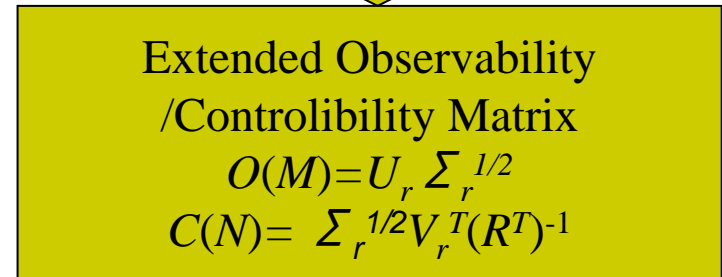 Extended Observability
/Controlibility Matrix
O(M)=U_r Σ_r^{1/2}
C(N)= Σ_r^{1/2}V_r^T(R^T)^{-1}